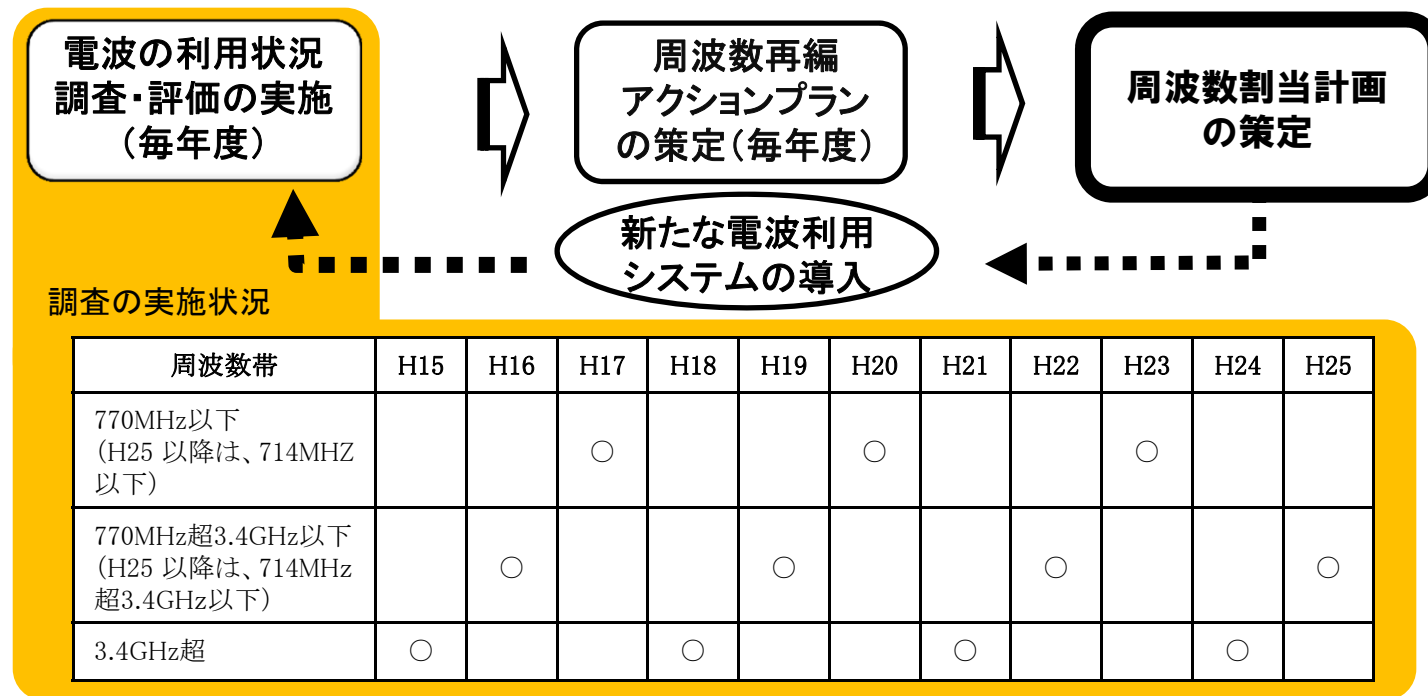 電波の利用状況
調査・評価の実施
（毎年度）
周波数再編
アクションプラン
の策定（毎年度）
周波数割当計画
の策定
新たな電波利用
システムの導入
調査の実施状況
周波数帯 H15 H16 H17 H18 H19 H20 H21 H22 H23 H24 H25
770MHz以下
（H25 以降は、714MHZ
以下） ○ ○ ○
770MHz超3.4GHz以下
（H25 以降は、714MHz
超3.4GHz以下） ○ ○ ○ ○
3.4GHz超 ○ ○ ○ ○